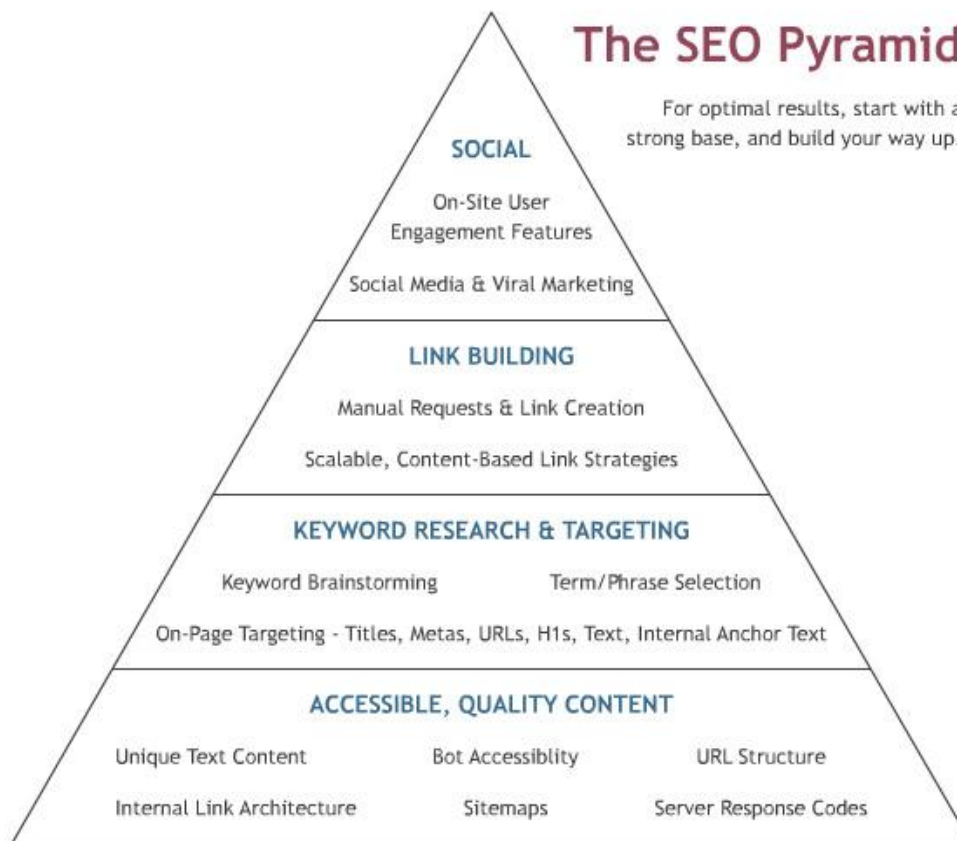 The SEO Pyramid
For optimal results, start with a
strong base, and build your way up.
SOCIAL
On-Site User
Engagement Features
Social Media & Viral Marketing
LINK BUILDING
Manual Requests & Link Creation
Scalable, Content-Based Link Strategies
KEYWORD RESEARCH & TARGETING
Keyword Brainstorming
Term/Phrase Selection
On-Page Targeting - Titles, Metas, URLs, H1s, Text, Internal Anchor Text
ACCESSIBLE, QUALITY CONTENT
Unique Text Content
Bot Accessiblity
URL Structure
Internal Link Architecture
Sitemaps
Server Response Codes